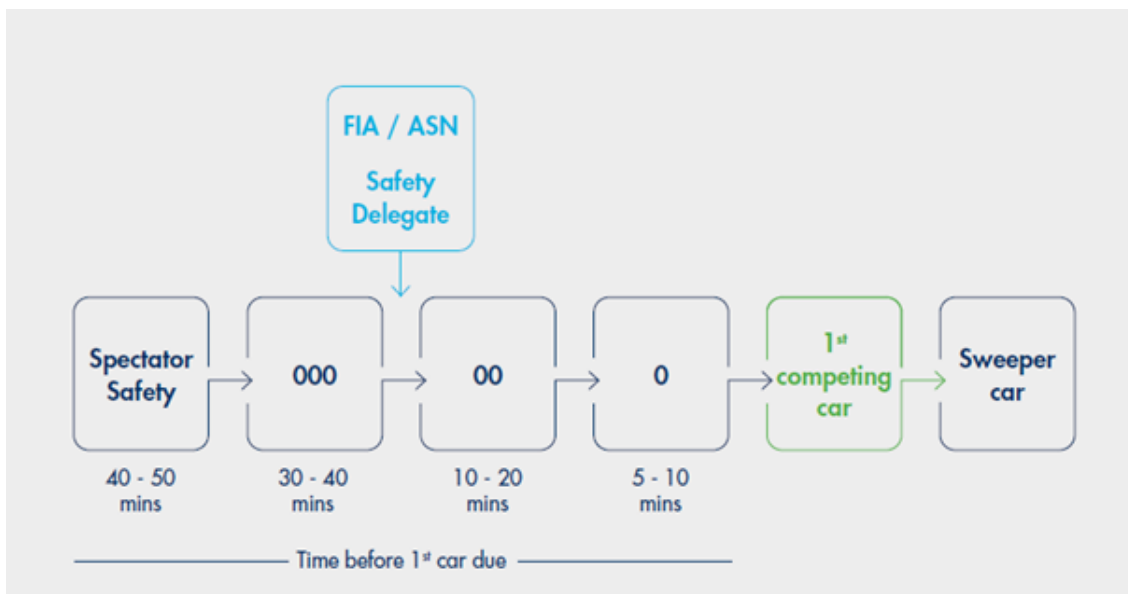 FIA / ASN
Safety
Delegate
Spectator
Safety
000
00
0
1st
competing
car
Sweeper
car
40 - 50
mins
30 - 40
mins
10 - 20
mins
5 - 10
mins
Time before 1st car due